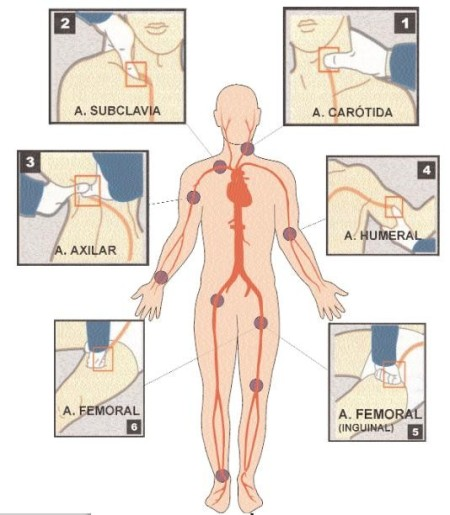 1
A. CARÓTIDA
2
A. SUBCLAVIA
3
A. AXILAR
4
A. HUMERAL
A. FEMORAL
(INGUINAL)
5
A. FEMORAL
6